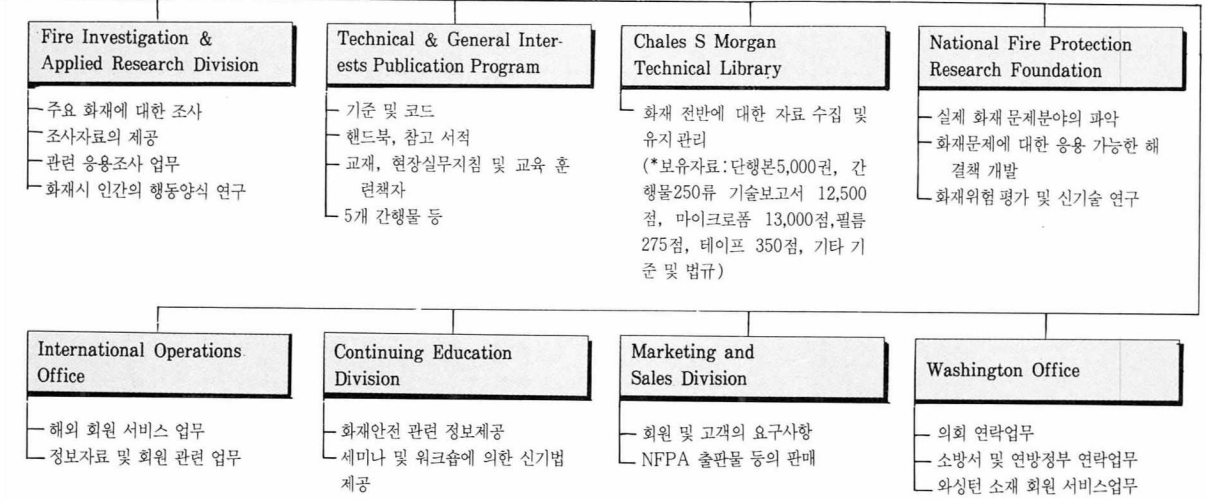 Fire Investigation &
Applied Research Division
주요 화재에 대한 조사
조사자료의 제공
관련 응용조사 업무
화재시 인간의 행동양식 연구
Technical & General Inter-
ests Publication Program
기준 및 코드
핸드북, 참고 서적
교재, 현장실무지침 및 교육 훈
련책자
5개 간행물 등
Chales S Morgan
Technical Library
화재 전반에 대한 자료 수집 및
유지 관리
(*보유자료:단행본5,000권, 간
행물250류 기술보고서 12,500
점, 마이크로폼 13,000점,필름
275점, 테이프 350점, 기타 기
준 및 법규)
National Fire Protection
Research Foundation
실제 화재 문제분야의 파악
화재문제에 대한 응용 가능한 해
결책 개발
화재위험 평가 및 신기술 연구
International Operations
Office
해외 회원 서비스 업무
정보자료 및 회원 관련 업무
Continuing Education
Division
화재안전 관련 정보제공
세미나 및 워크숍에 의한 신기법
제공
Marketing and
Sales Division
회원 및 고객의 요구사항
NFPA 출판물 등의 판매
Washington Office
의회 연락업무
소방서 및 연방정부 연락업무
와싱턴 소재 회원 서비스업무